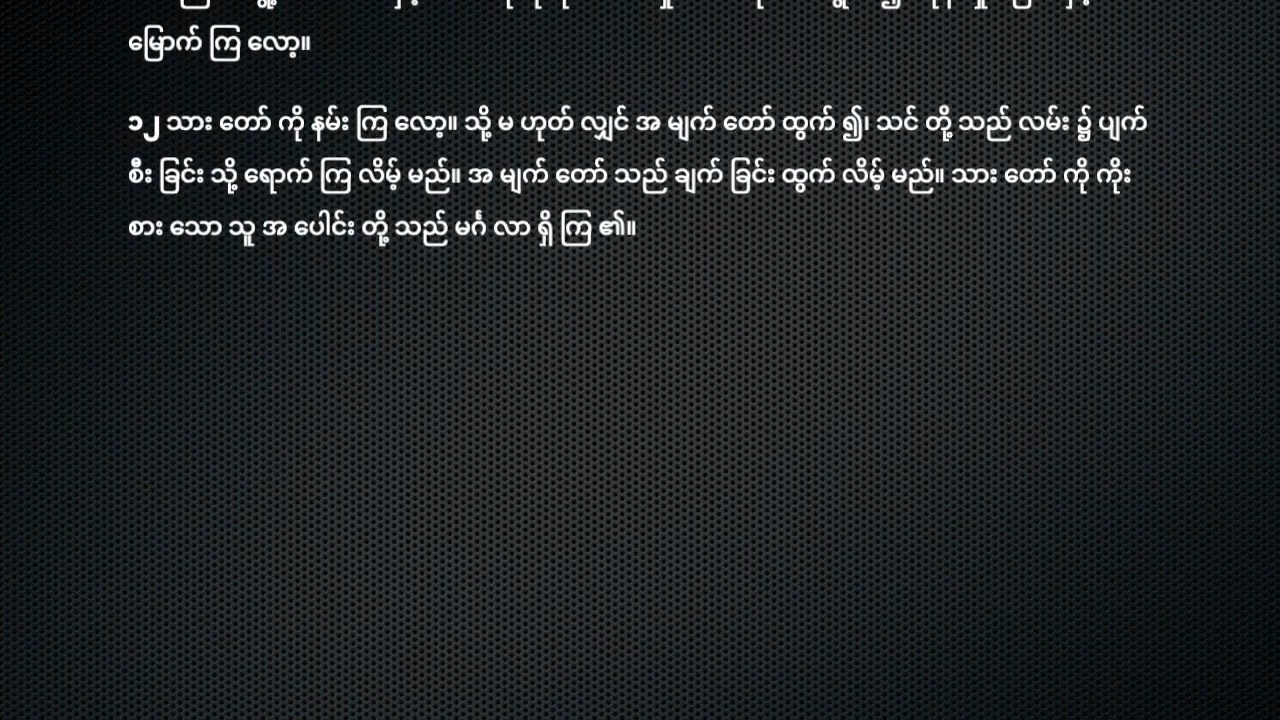 မြောက် ကြ လော့။
၁၂ သား တော် ကို နမ်း ကြ လော့။ သို့ မ ဟုတ် လျှင် အ မျက် တော် ထွက် ၍၊ သင် တို့ သည် လမ်း ၌ ပျက်
စီး ခြင်း သို့ ရောက် ကြ လိမ့် မည်။ အ မျက် တော် သည် ချက် ခြင်း ထွက် လိမ့် မည်။ သား တော် ကို ကိုး
စား သော သူ အ ပေါင်း တို့ သည် မင်္ဂ လာ ရှိ ကြ ၏။